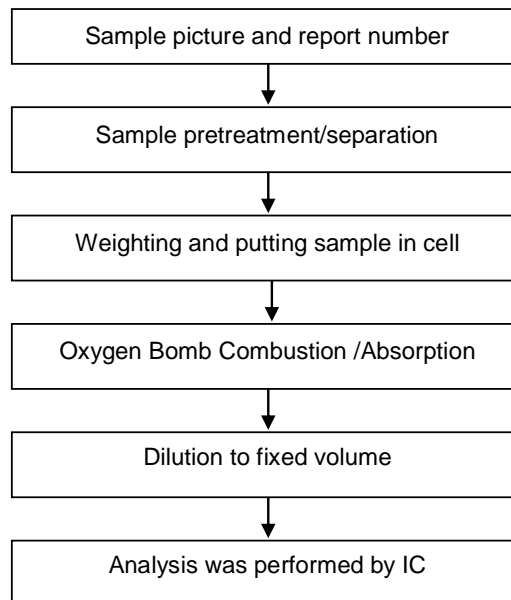 Sample picture and report number
Sample pretreatment/separation
Weighting and putting sample in cell
Oxygen Bomb Combustion /Absorption
Dilution to fixed volume
Analysis was performed by IC